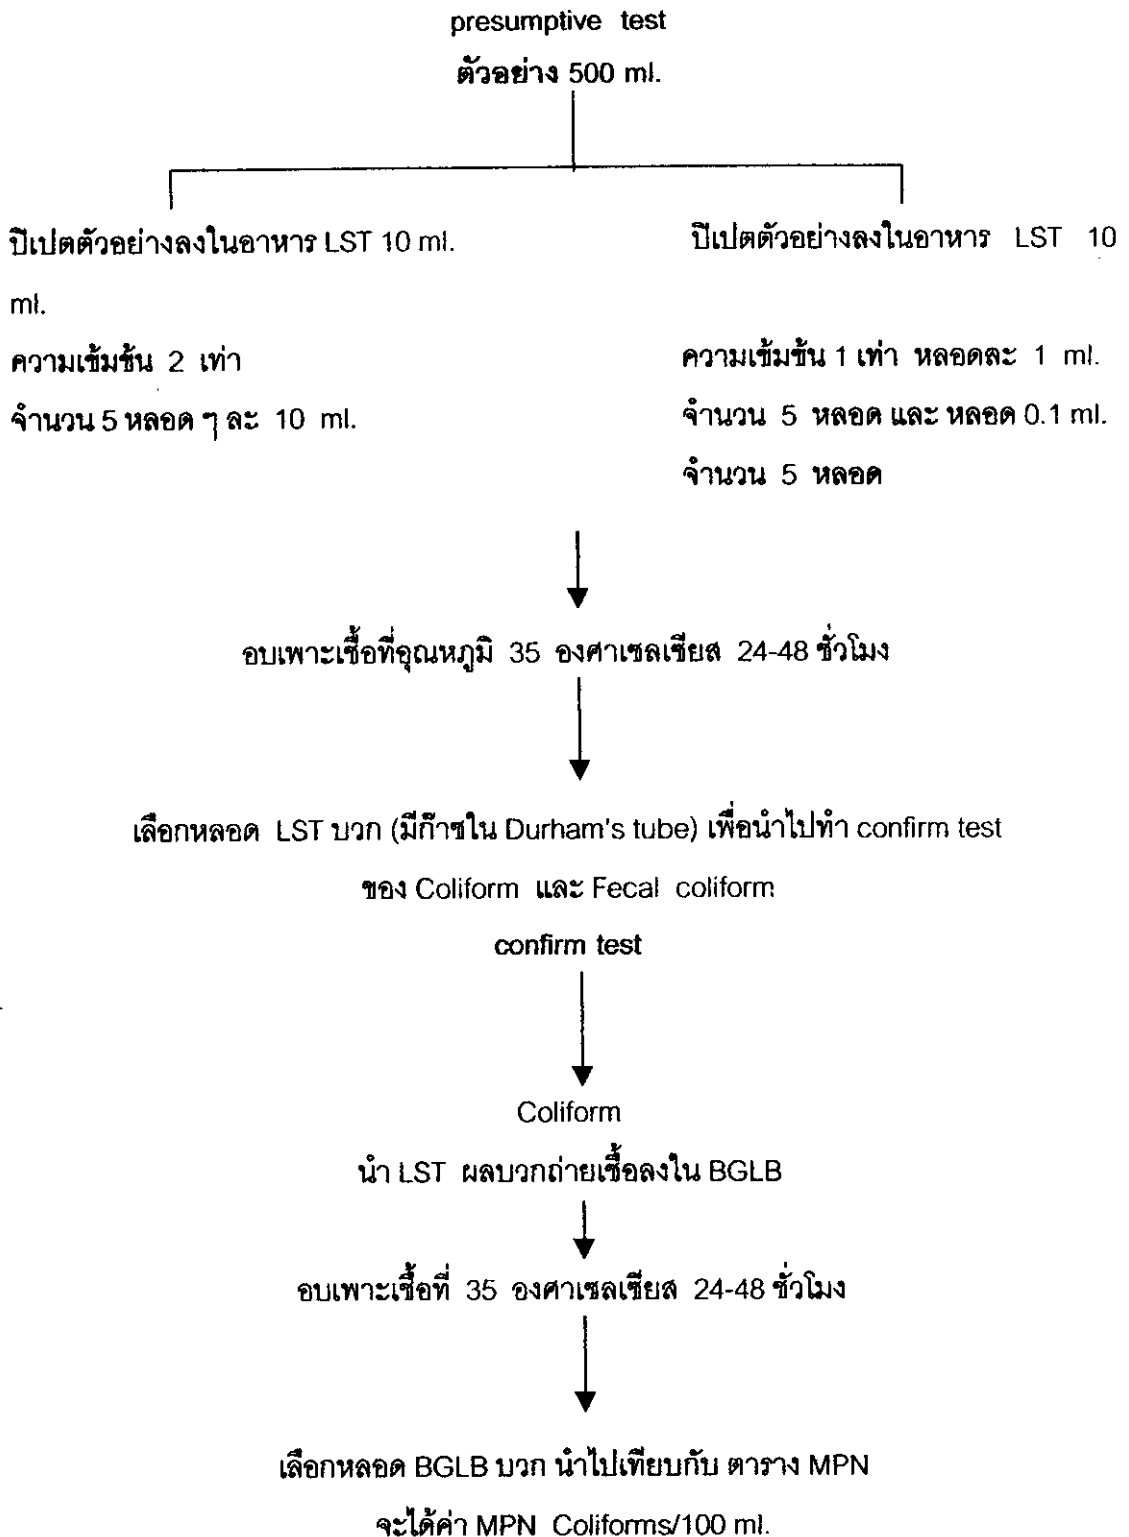 presumptive test
ตัวอย่าง 500 ml.
ปิเปตตัวอย่างลงในอาหาร LST 10 ml.
ml.
ความเข้มข้น 2 เท่า
จำนวน 5 หลอด ๆ ละ 10 ml.
ปิเปตตัวอย่างลงในอาหาร LST 10
ความเข้มข้น 1 เท่า หลอดละ 1 ml.
จำนวน 5 หลอด และ หลอด 0.1 ml.
จำนวน 5 หลอด
อบเพาะเชื้อที่อุณหภูมิ 35 องศาเซลเซียส 24-48 ชั่วโมง
เลือกหลอด LST บวก (มีก๊าซใน Durham's tube) เพื่อนำไปทำ confirm test
ของ Coliform และ Fecal coliform
confirm test
Coliform
นำ LST ผลบวกถ่ายเชื้อลงใน BGLB
อบเพาะเชื้อที่ 35 องศาเซลเซียส 24-48 ชั่วโมง
เลือกหลอด BGLB บวก นำไปเทียบกับ ตาราง MPN
จะได้ค่า MPN Coliforms/100 ml.